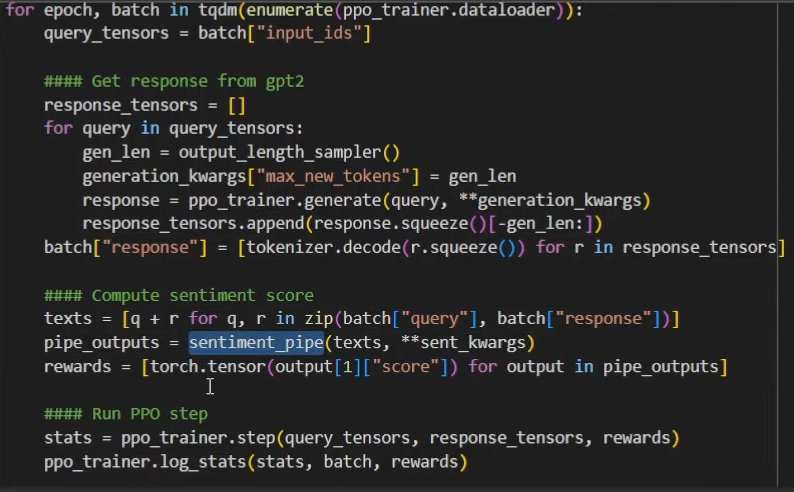 for epoch, batch in tqdm(enumerate(ppo_trainer.dataloader)):
    query_tensors = batch["input_ids"]

    #### Get response from gpt2
    response_tensors = []
    for query in query_tensors:
        gen_len = output_length_sampler()
        generation_kwargs["max_new_tokens"] = gen_len
        response = ppo_trainer.generate(query, **generation_kwargs)
        response_tensors.append(response.squeeze()[-gen_len:])
    batch["response"] = [tokenizer.decode(r.squeeze()) for r in response_tensors]

    #### Compute sentiment score
    texts = [q + r for q, r in zip(batch["query"], batch["response"])]
    pipe_outputs = sentiment_pipe(texts, **sent_kwargs)
    rewards = [torch.tensor(output[1]["score"]) for output in pipe_outputs]

    #### Run PPO step
    stats = ppo_trainer.step(query_tensors, response_tensors, rewards)
    ppo_trainer.log_stats(stats, batch, rewards)